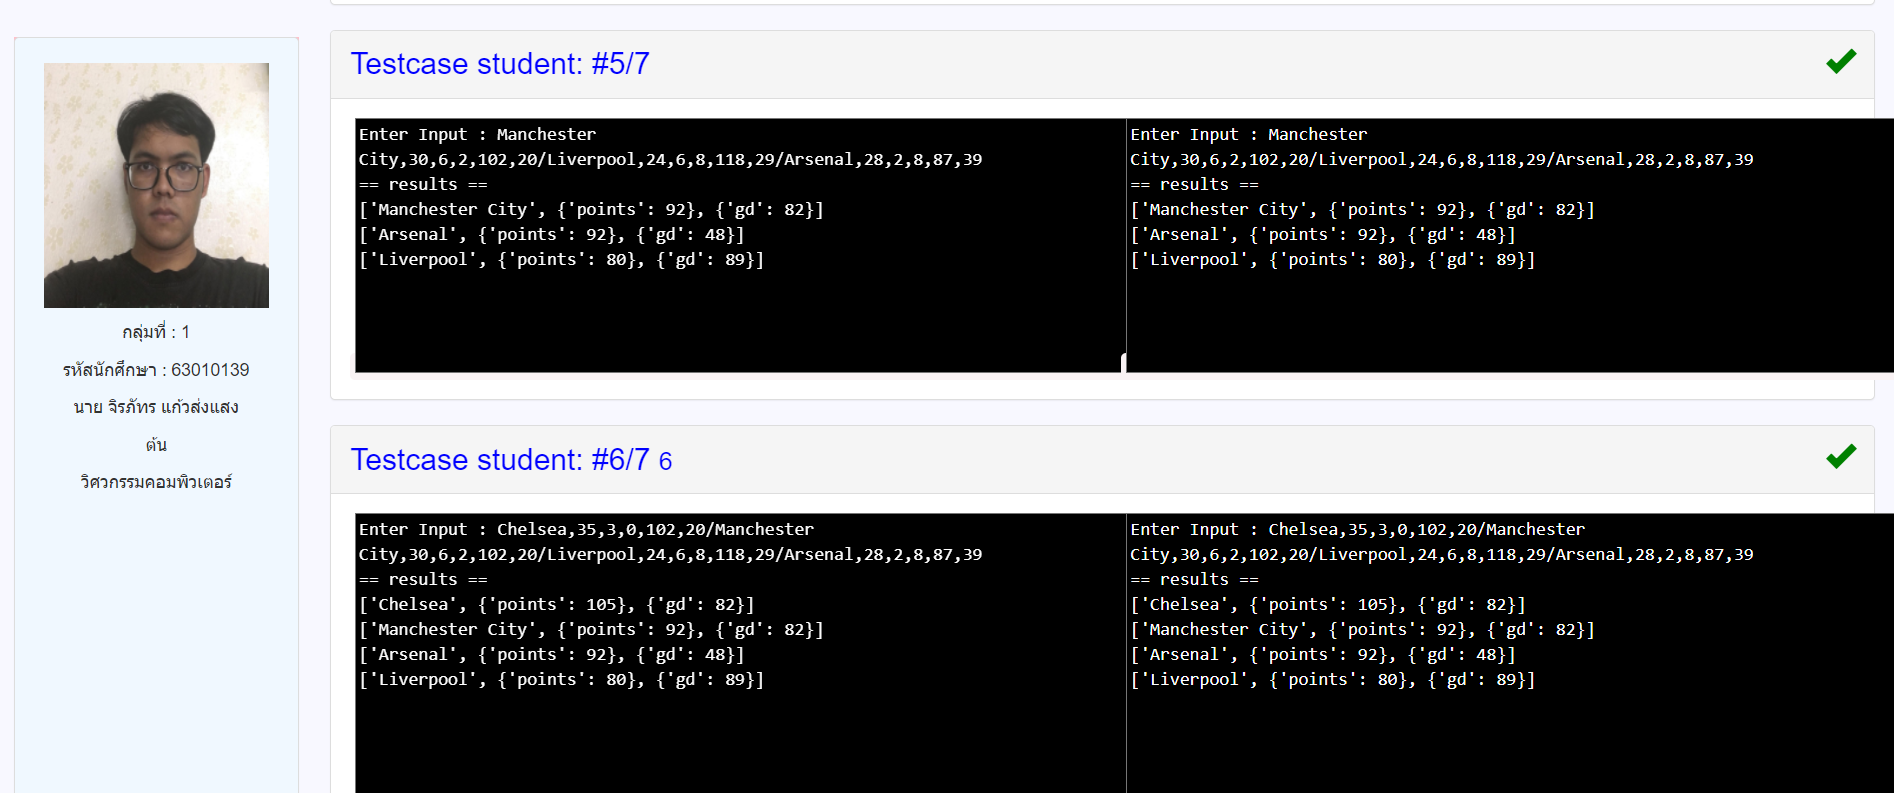 กลุ่มที่ : 1
รหัสนักศึกษา : 63010139
นาย จิรภัทร แก้วส่งแสง
ต้น
วิศวกรรมคอมพิวเตอร์
Testcase student: #5/7
Enter Input : Manchester
City,30,6,2,102,20/Liverpool,24,6,8,118,29/Arsenal,28,2,8,87,39
== results ==
['Manchester City', {'points': 92}, {'gd': 82}]
['Arsenal', {'points': 92}, {'gd': 48}]
['Liverpool', {'points': 80}, {'gd': 89}]
Enter Input : Manchester
City,30,6,2,102,20/Liverpool,24,6,8,118,29/Arsenal,28,2,8,87,39
== results ==
['Manchester City', {'points': 92}, {'gd': 82}]
['Arsenal', {'points': 92}, {'gd': 48}]
['Liverpool', {'points': 80}, {'gd': 89}]
Testcase student: #6/7 6
Enter Input : Chelsea,35,3,0,102,20/Manchester
City,30,6,2,102,20/Liverpool,24,6,8,118,29/Arsenal,28,2,8,87,39
== results ==
['Chelsea', {'points': 105}, {'gd': 82}]
['Manchester City', {'points': 92}, {'gd': 82}]
['Arsenal', {'points': 92}, {'gd': 48}]
['Liverpool', {'points': 80}, {'gd': 89}]
Enter Input : Chelsea,35,3,0,102,20/Manchester
City,30,6,2,102,20/Liverpool,24,6,8,118,29/Arsenal,28,2,8,87,39
== results ==
['Chelsea', {'points': 105}, {'gd': 82}]
['Manchester City', {'points': 92}, {'gd': 82}]
['Arsenal', {'points': 92}, {'gd': 48}]
['Liverpool', {'points': 80}, {'gd': 89}]